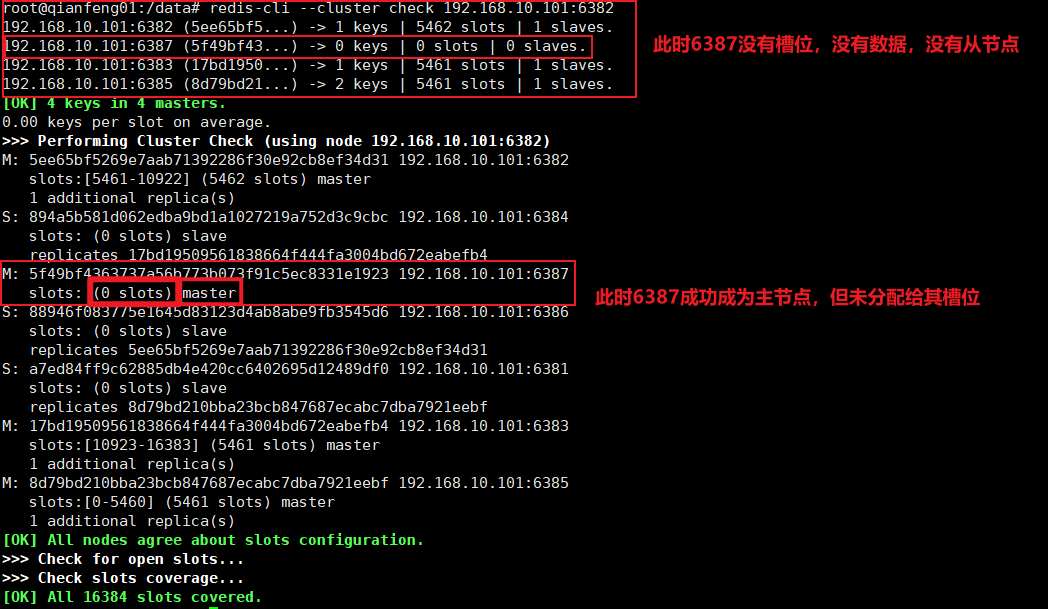 root@qianfeng01:/data# redis-cli --cluster check 192.168.10.101:6382
192.168.10.101:6382 (5ee65bf5...) -> 1 keys | 5462 slots | 1 slaves.
192.168.10.101:6387 (5f49bf43...) -> 0 keys | 0 slots | 0 slaves.
此时6387没有槽位，没有数据，没有从节点
192.168.10.101:6383 (17bd1950...) -> 1 keys | 5461 slots | 1 slaves.
192.168.10.101:6385 (8d79bd21...) -> 2 keys | 5461 slots | 1 slaves.
[OK] 4 keys in 4 masters.
0.00 keys per slot on average.
>>> Performing Cluster Check (using node 192.168.10.101:6382)
M: 5ee65bf5269e7aab71392286f30e92cb8ef34d31 192.168.10.101:6382
slots:[5461-10922] (5462 slots) master
1 additional replica(s)
S: 894a5b581d062edba9bd1a1027219a752d3c9cbc 192.168.10.101:6384
slots: (0 slots) slave
replicates 17bd19509561838664f444fa3004bd672eabefb4
M: 5f49bf4363737a56b773b073f91c5ec8331e1923 192.168.10.101:6387
slots: (0 slots) master
此时6387成功成为主节点，但未分配给其槽位
S: 88946f083775e1645d83123d4ab8abe9fb3545d6 192.168.10.101:6386
slots: (0 slots) slave
replicates 5ee65bf5269e7aab71392286f30e92cb8ef34d31
S: a7ed84ff9c62885db4e420cc6402695d12489df0 192.168.10.101:6381
slots: (0 slots) slave
replicates 8d79bd210bba23bcb847687ecabc7dba7921eebf
M: 17bd19509561838664f444fa3004bd672eabefb4 192.168.10.101:6383
slots:[10923-16383] (5461 slots) master
1 additional replica(s)
M: 8d79bd210bba23bcb847687ecabc7dba7921eebf 192.168.10.101:6385
slots:[0-5460] (5461 slots) master
1 additional replica(s)
[OK] All nodes agree about slots configuration.
>>> Check for open slots...
>>> Check slots coverage...
[OK] All 16384 slots covered.